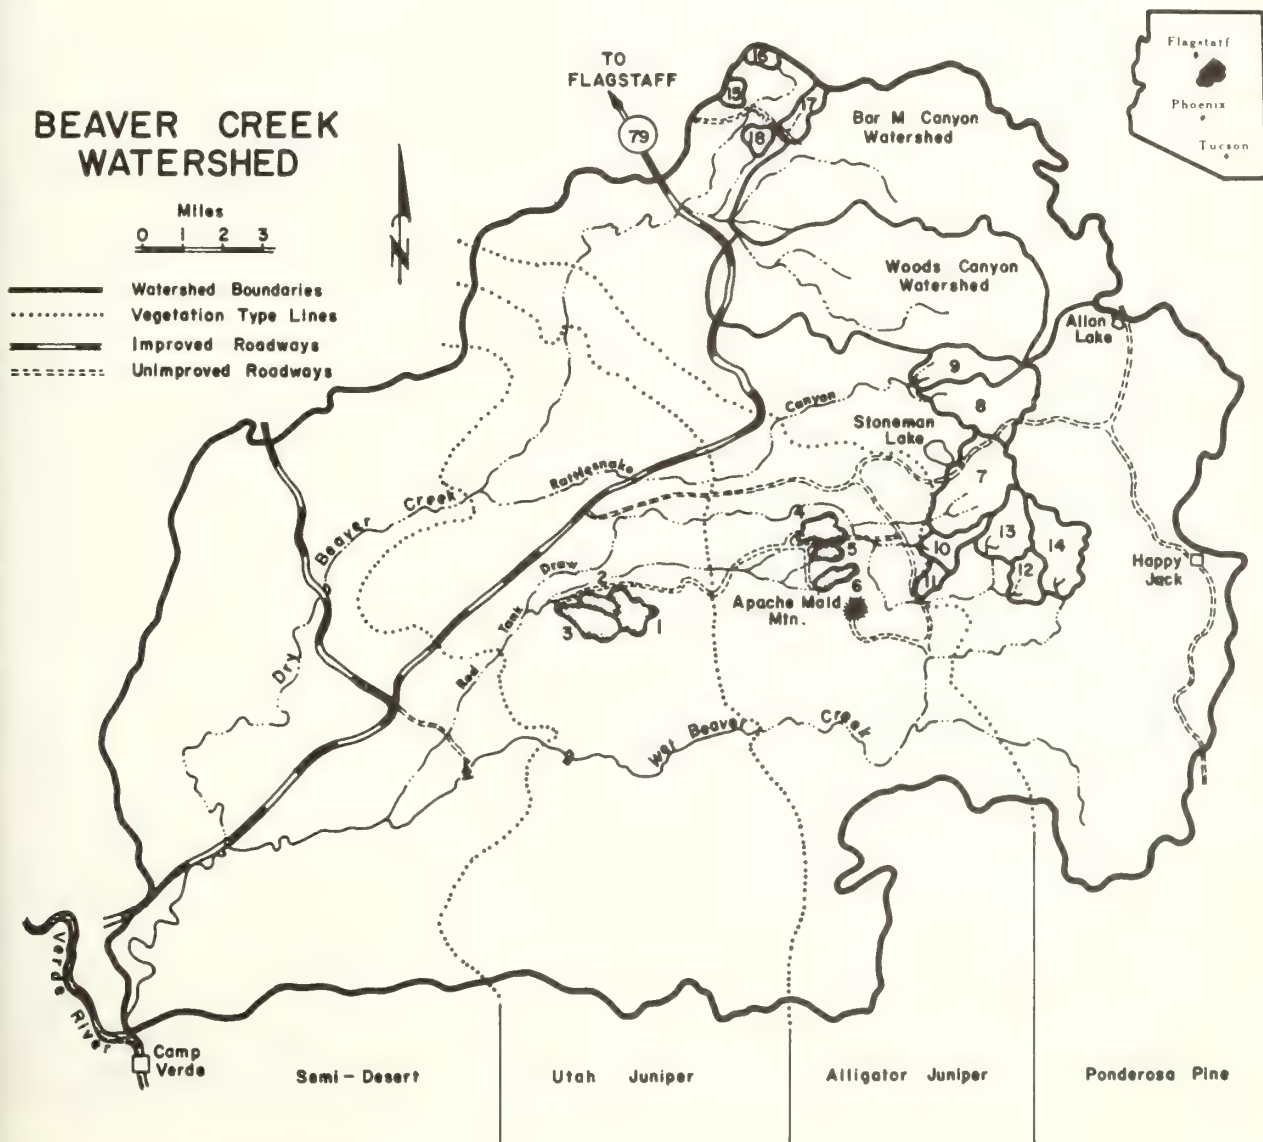 BEAVER CREEK
WATERSHED
Miles
0 1 2 3
Watershed Boundaries
Vegetation Type Lines
Improved Roadways
Unimproved Roadways
N
TO
FLAGSTAFF
79
16
15
17
18
Bar M Canyon
Watershed
Flagstaff
Phoenix
Tucson
Woods Canyon
Watershed
Allan
Lake
9
8
Canyon
Stoneman
Lake
7
Rattlesnake
Dry Beaver Creek
4
5
6
13
14
10
12
11
Happy
Jack
Apache Maid
Mtn.
Red Tank Draw
2
3
1
Wet Beaver Creek
Verde River
Camp
Verde
Semi-Desert
Utah Juniper
Alligator Juniper
Ponderosa Pine